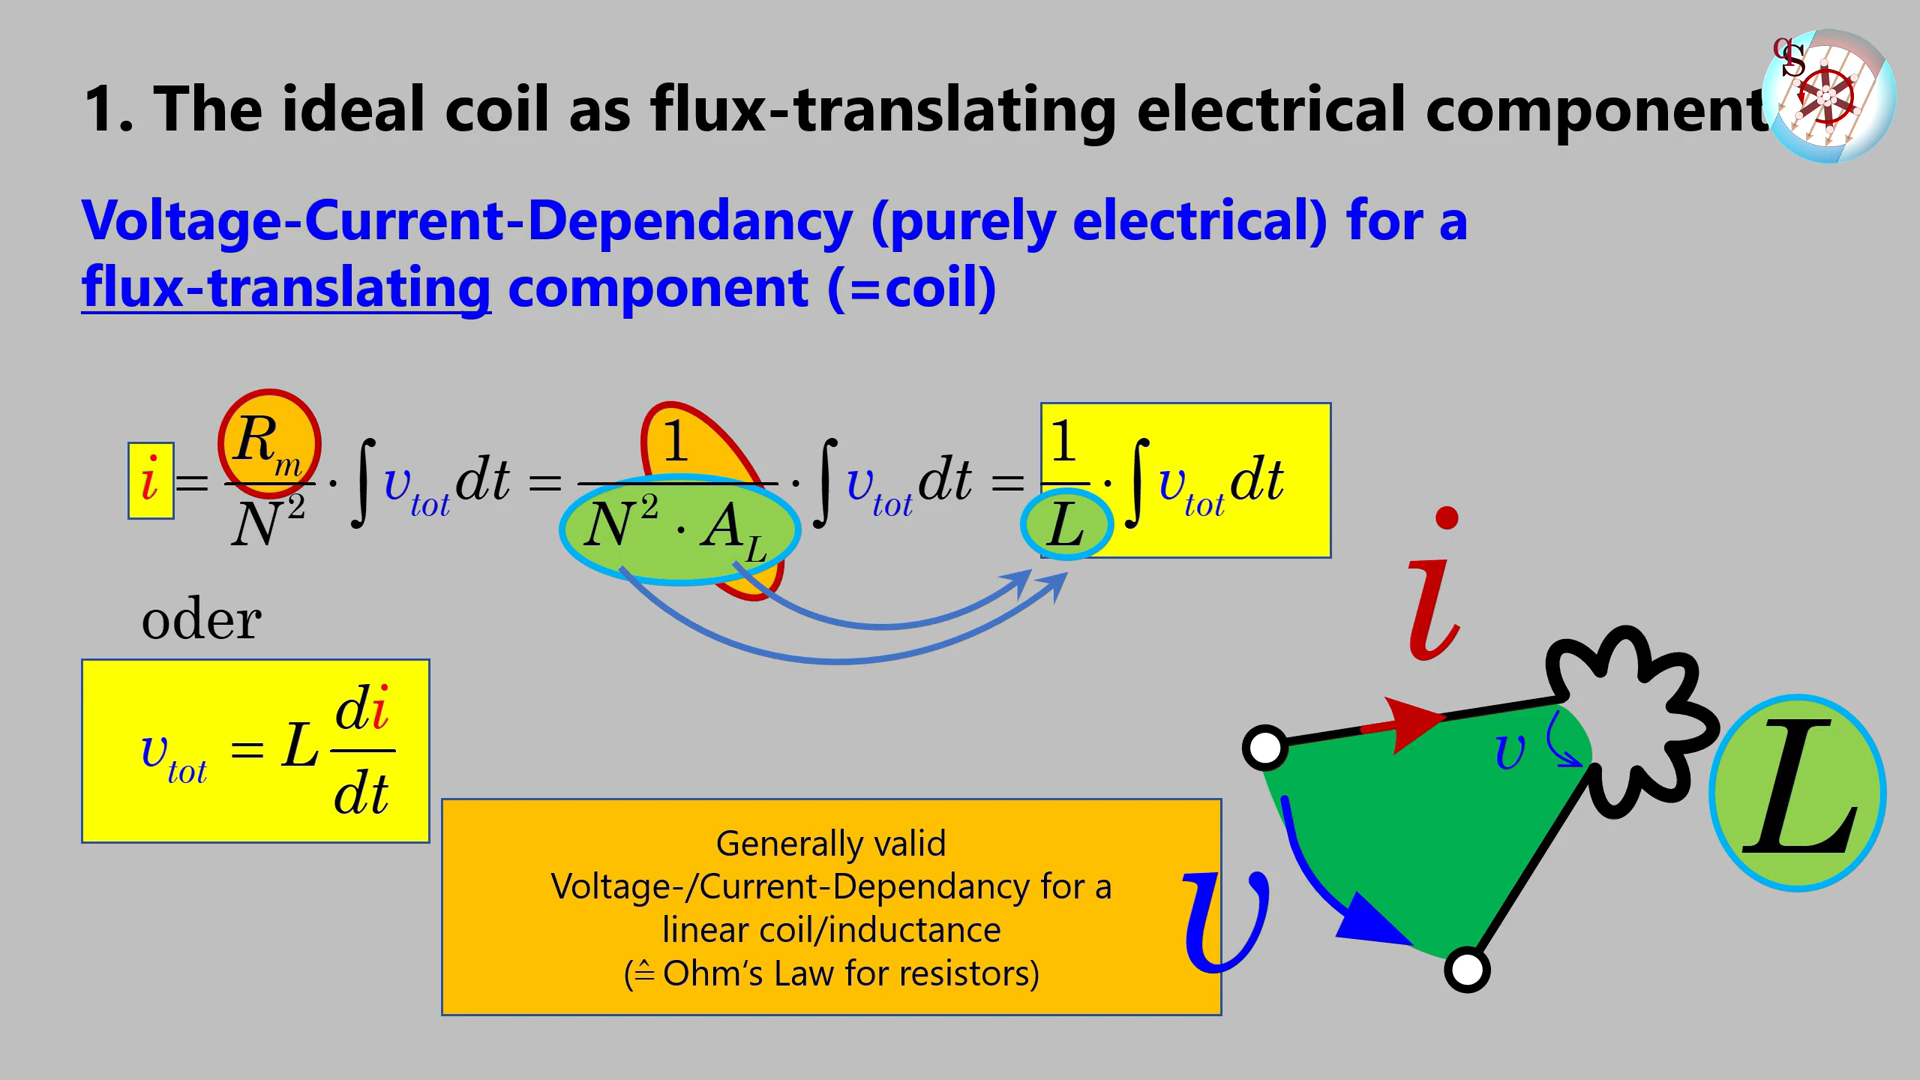 1. The ideal coil as flux-translating electrical component
qS
Voltage-Current-Dependancy (purely electrical) for a
flux-translating component (=coil)
i = R_m / N² · ∫ v_tot dt = 1 / (N² · A_L) · ∫ v_tot dt = 1 / L · ∫ v_tot dt
oder
v_tot = L di / dt
Generally valid
Voltage-/Current-Dependancy for a
linear coil/inductance
(≙ Ohm‘s Law for resistors)
i
v
L
v